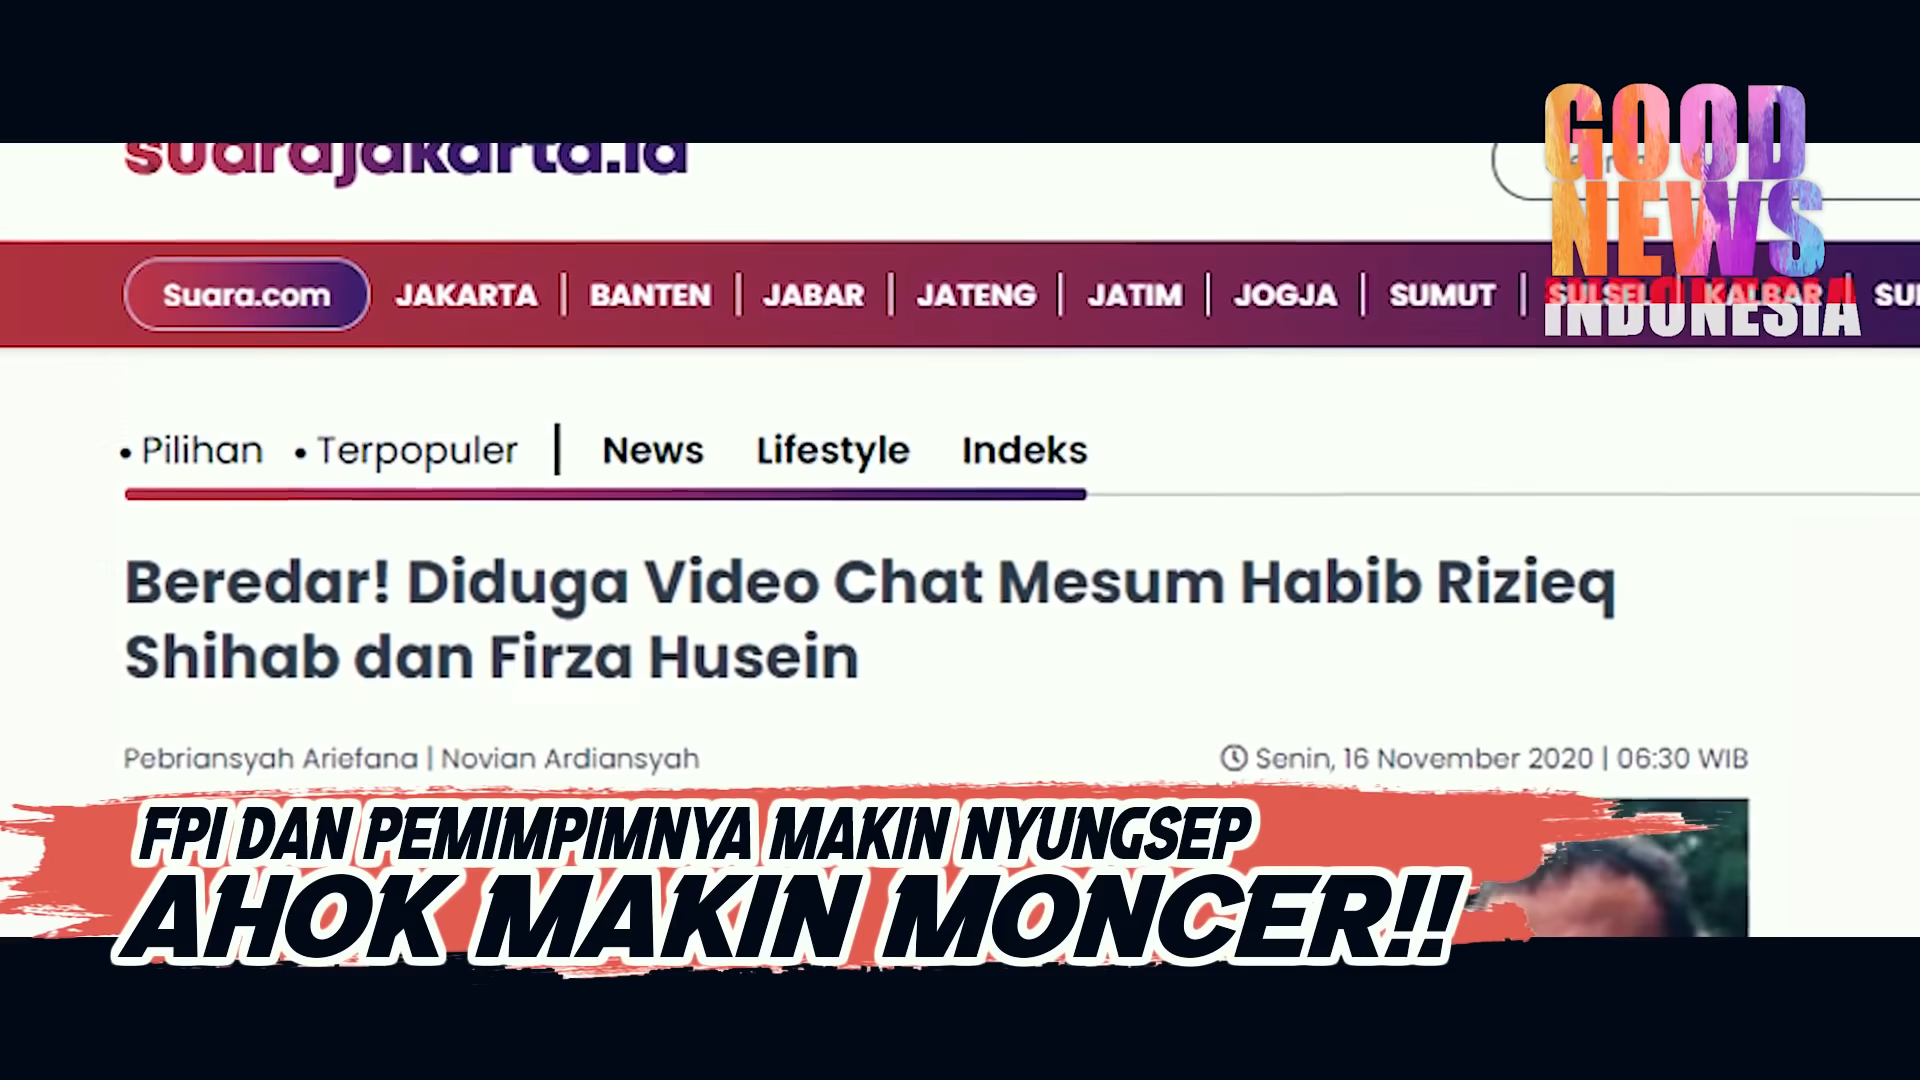 suarajakarta.id
GOOD
NEWS
INDONESIA
Suara.com JAKARTA | BANTEN | JABAR | JATENG | JATIM | JOGJA | SUMUT | SULSEL | KALBAR |
• Pilihan • Terpopuler | News Lifestyle Indeks
Beredar! Diduga Video Chat Mesum Habib Rizieq
Shihab dan Firza Husein
Pebriansyah Ariefana | Novian Ardiansyah
Senin, 16 November 2020 | 06:30 WIB
FPI DAN PEMIMPIMNYA MAKIN NYUNGSEP
AHOK MAKIN MONCER!!